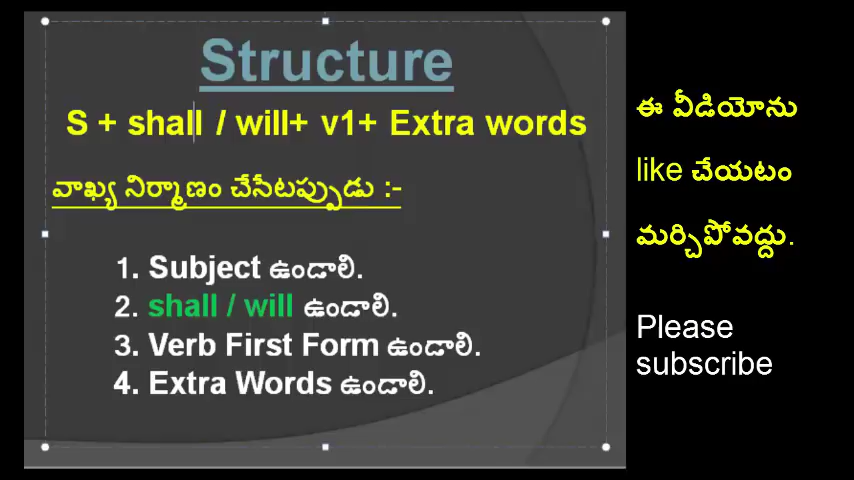 Structure
S + shall / will+ v1+ Extra words
వాఖ్య నిర్మాణం చేసేటప్పుడు :-
1. Subject ఉండాలి.
2. shall / will ఉండాలి.
3. Verb First Form ఉండాలి.
4. Extra Words ఉండాలి.
ఈ వీడియోను
like చేయటం
మర్చిపోవద్దు.
Please
subscribe